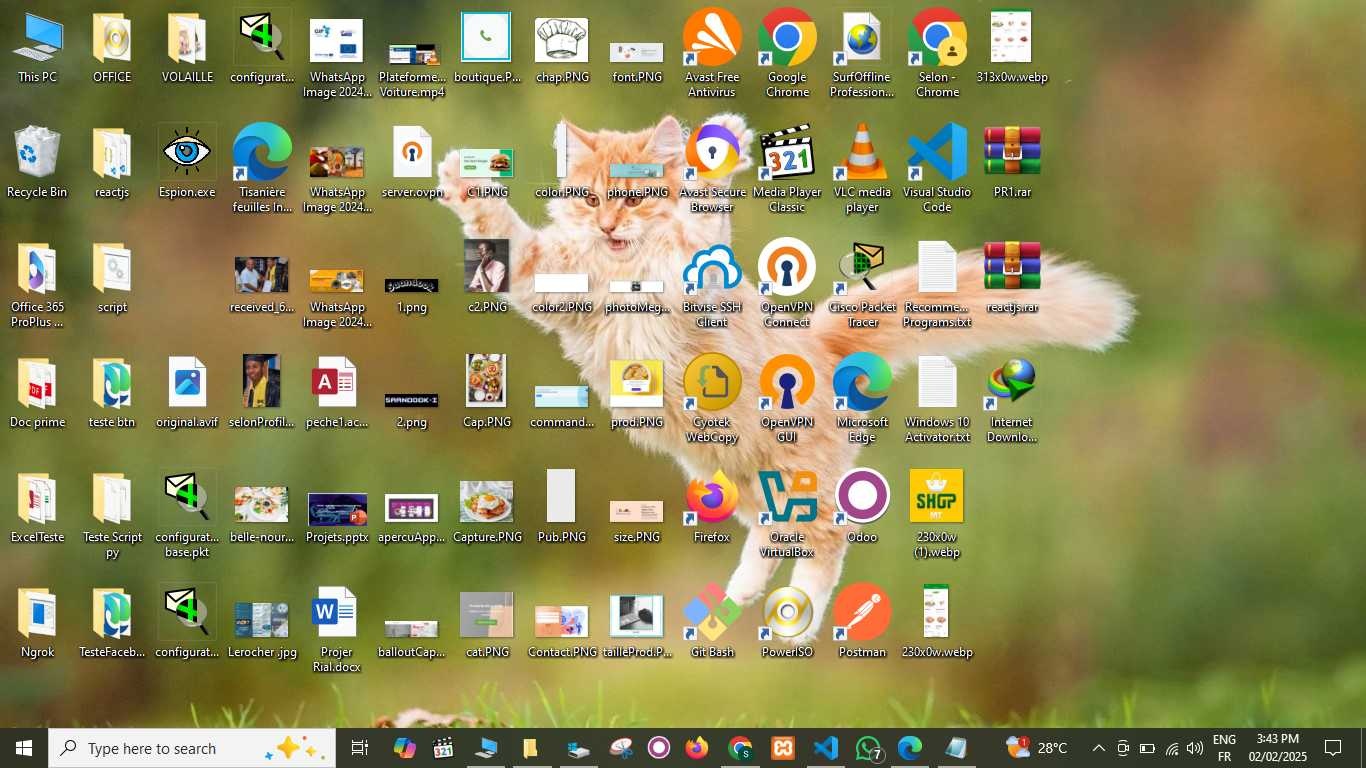 This PC
OFFICE
VOLAILLE
configurat...
WhatsApp
Image 2024...
Plateforme...
Voiture.mp4
boutique.P...
chap.PNG
font.PNG
Avast Free
Antivirus
Google
Chrome
SurfOffline
Profession...
Selon -
Chrome
313x0w.webp
Recycle Bin
reactjs
Espion.exe
Tisanière
feuilles In...
WhatsApp
Image 2024...
server.ovpn
C1.PNG
color.PNG
phone.PNG
Avast Secure
Browser
321
Media Player
Classic
VLC media
player
Visual Studio
Code
PR1.rar
Office 365
ProPlus ...
script
received_6...
WhatsApp
Image 2024...
1.png
c2.PNG
color2.PNG
photoMeg...
Bitvise SSH
Client
OpenVPN
Connect
Cisco Packet
Tracer
Recomme...
Programs.txt
reactjs.rar
PDF
Doc prime
teste btn
original.avif
selonProfil...
A
peche1.ac...
SAANDOOK-I
2.png
Cap.PNG
command...
prod.PNG
Cyotek
WebCopy
OpenVPN
GUI
Microsoft
Edge
Windows 10
Activator.txt
Internet
Downlo...
ExcelTeste
Teste Script
py
configurat...
base.pkt
belle-nour...
Projets.pptx
apercuApp...
Capture.PNG
Pub.PNG
size.PNG
Firefox
Oracle
VirtualBox
Odoo
SHOP
MT
230x0w
(1).webp
Ngrok
TesteFaceb...
configurat...
Lerocher .jpg
W
Projer
Rial.docx
balloutCap...
cat.PNG
Contact.PNG
tailleProd.P...
Git Bash
PowerISO
Postman
230x0w.webp
Type here to search
321
S
7
1
28°C
ENG
FR
3:43 PM
02/02/2025